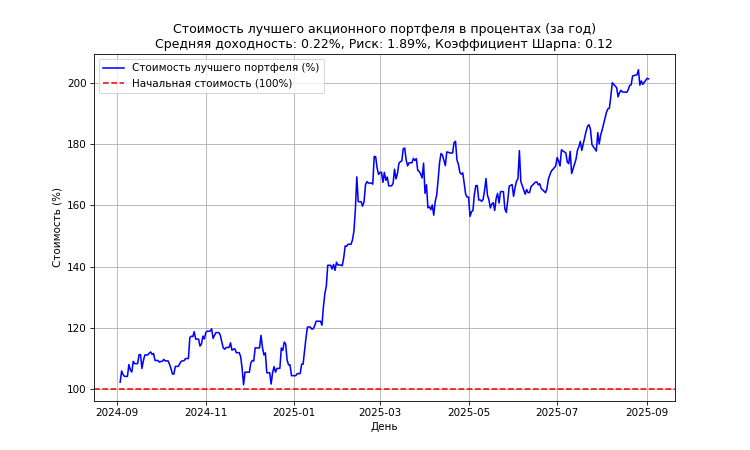 Стоимость лучшего акционного портфеля в процентах (за год)
Средняя доходность: 0.22%, Риск: 1.89%, Коэффициент Шарпа: 0.12
Стоимость лучшего портфеля (%)
Начальная стоимость (100%)
Стоимость (%)
200
180
160
140
120
100
2024-09
2024-11
2025-01
2025-03
2025-05
2025-07
2025-09
День